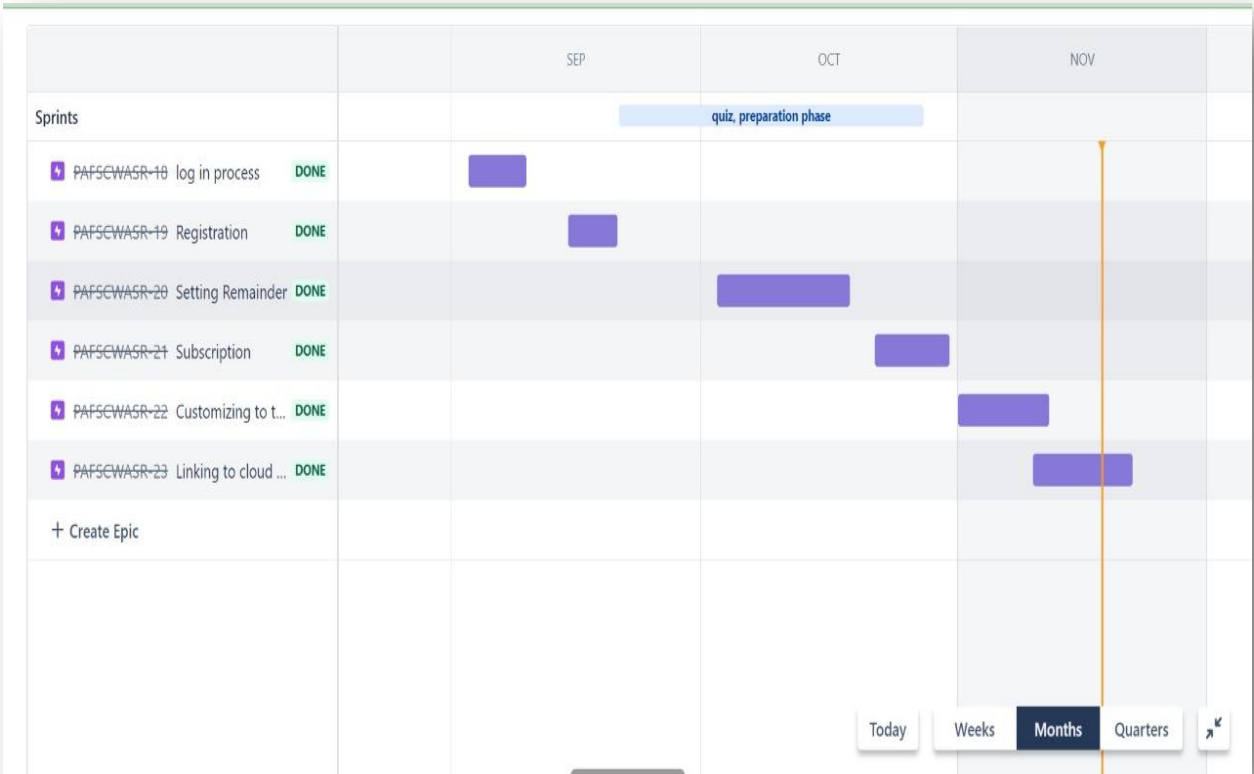 SEP OCT NOV
Sprints quiz, preparation phase
PAFSCWASR-18 log in process DONE
PAFSCWASR-19 Registration DONE
PAFSCWASR-20 Setting Remainder DONE
PAFSCWASR-21 Subscription DONE
PAFSCWASR-22 Customizing to t... DONE
PAFSCWASR-23 Linking to cloud ... DONE
+ Create Epic
Today Weeks Months Quarters